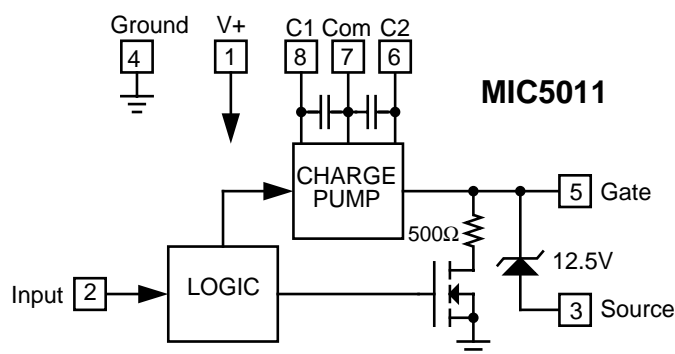 Ground V+ C1 Com C2
4 1 8 7 6
MIC5011
CHARGE
PUMP
5 Gate
500Ω
12.5V
Input 2 LOGIC
3 Source